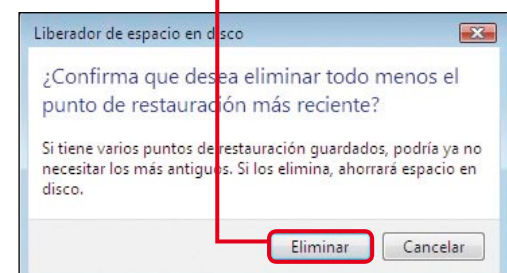 Liberador de espacio en disco
¿Confirma que desea eliminar todo menos el
punto de restauración más reciente?
Si tiene varios puntos de restauración guardados, podría ya no
necesitar los más antiguos. Si los elimina, ahorrará espacio en
disco.
Eliminar Cancelar